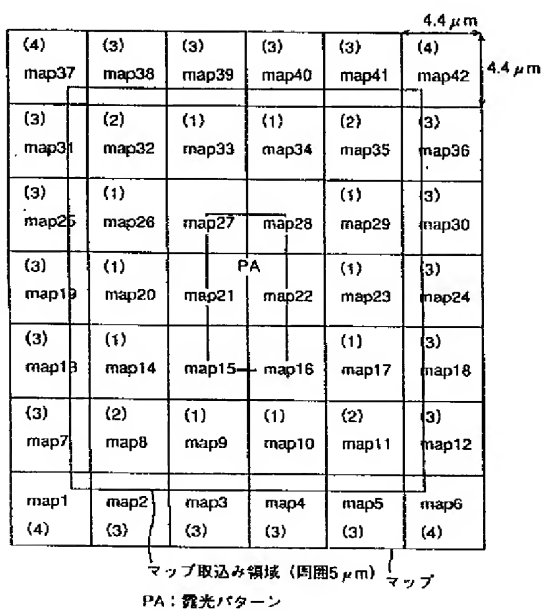 4.4 μm
(4) (3) (3) (3) (3) (4)
map37 map38 map39 map40 map41 map42
4.4 μm
(3) (2) (1) (1) (2) (3)
map31 map32 map33 map34 map35 map36
(3) (1) (1) (3)
map25 map26 map27 map28 map29 map30
(3) (1) PA (1) (3)
map19 map20 map21 map22 map23 map24
(3) (1) (1) (3)
map13 map14 map15 map16 map17 map18
(3) (2) (1) (1) (2) (3)
map7 map8 map9 map10 map11 map12
map1 map2 map3 map4 map5 map6
(4) (3) (3) (3) (3) (4)
マップ取込み領域 (周囲5μm)
マップ
PA:露光パターン